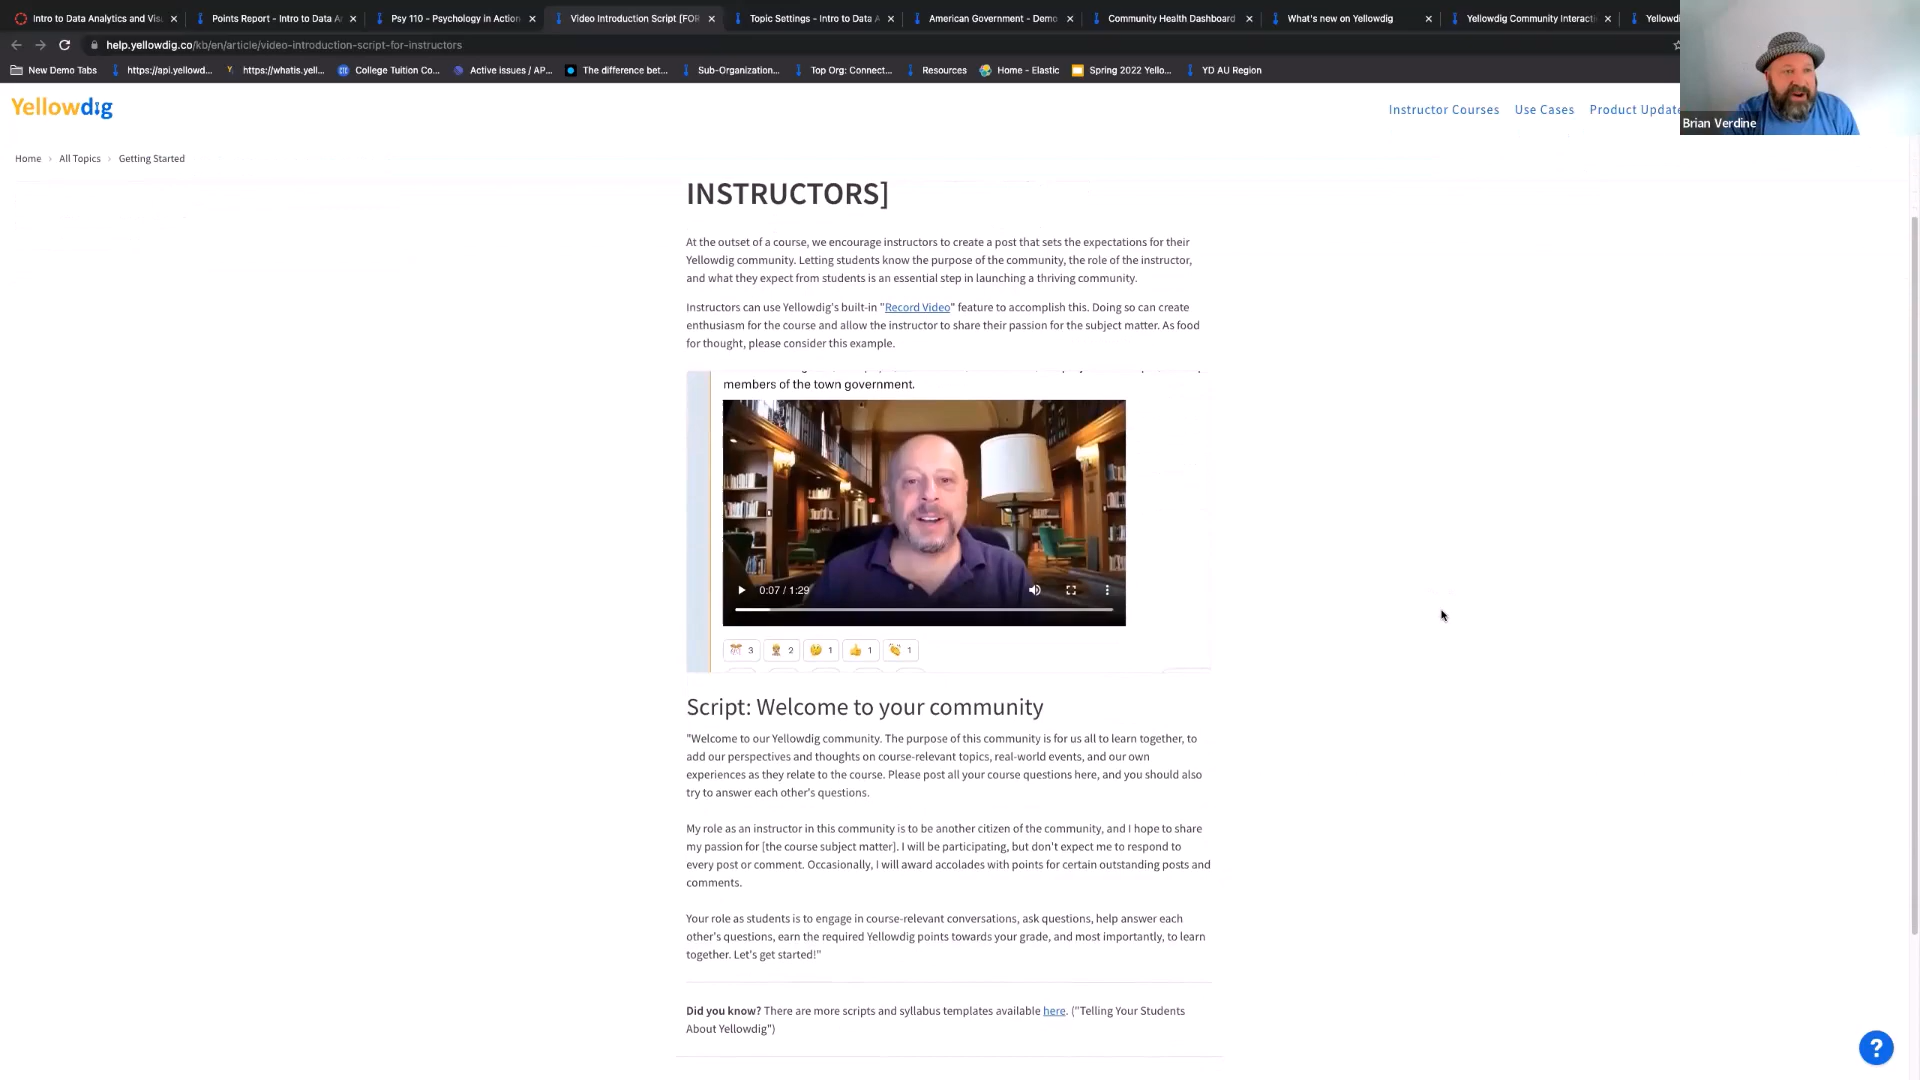 Intro to Data Analytics and Visu
Points Report - Intro to Data An
Psy 110 - Psychology in Action
Video Introduction Script [FOR
Topic Settings - Intro to Data A
American Government - Demo
Community Health Dashboard
What's new on Yellowdig
Yellowdig Community Interacti
Yellowdi
help.yellowdig.co/kb/en/article/video-introduction-script-for-instructors
New Demo Tabs
https://api.yellowd...
https://whatis.yell...
College Tuition Co...
Active issues / AP...
The difference bet...
Sub-Organization...
Top Org: Connect...
Resources
Home - Elastic
Spring 2022 Yello...
YD AU Region
Brian Verdine
Yellowdig
Instructor Courses
Use Cases
Product Update
Home › All Topics › Getting Started
INSTRUCTORS]
At the outset of a course, we encourage instructors to create a post that sets the expectations for their
Yellowdig community. Letting students know the purpose of the community, the role of the instructor,
and what they expect from students is an essential step in launching a thriving community.
Instructors can use Yellowdig's built-in "Record Video" feature to accomplish this. Doing so can create
enthusiasm for the course and allow the instructor to share their passion for the subject matter. As food
for thought, please consider this example.
members of the town government.
0:07 / 1:29
3
2
1
1
1
Script: Welcome to your community
"Welcome to our Yellowdig community. The purpose of this community is for us all to learn together, to
add our perspectives and thoughts on course-relevant topics, real-world events, and our own
experiences as they relate to the course. Please post all your course questions here, and you should also
try to answer each other's questions.
My role as an instructor in this community is to be another citizen of the community, and I hope to share
my passion for [the course subject matter]. I will be participating, but don't expect me to respond to
every post or comment. Occasionally, I will award accolades with points for certain outstanding posts and
comments.
Your role as students is to engage in course-relevant conversations, ask questions, help answer each
other's questions, earn the required Yellowdig points towards your grade, and most importantly, to learn
together. Let's get started!"
Did you know? There are more scripts and syllabus templates available here. ("Telling Your Students
About Yellowdig")
?